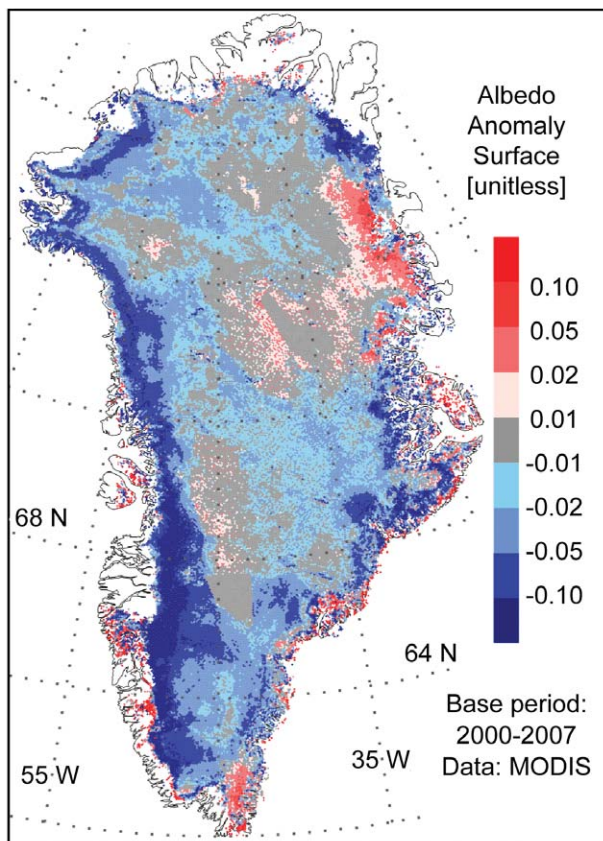 Albedo
Anomaly
Surface
[unitless]
0.10
0.05
0.02
0.01
-0.01
-0.02
-0.05
-0.10
68 N
64 N
55 W
35 W
Base period:
2000-2007
Data: MODIS